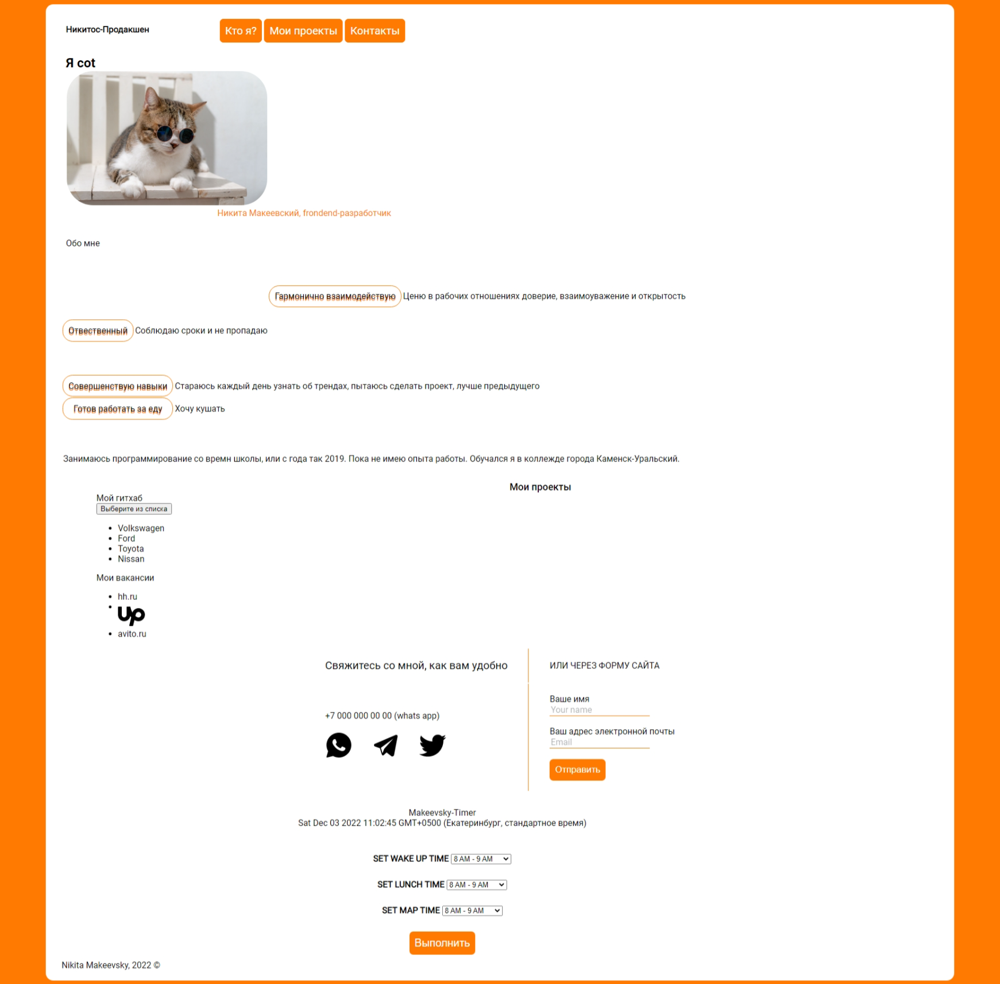 Никитос-Продакшен
Кто я? Мои проекты Контакты
Я cot
Никита Макеевский, frondend-разработчик
Обо мне
Гармонично взаимодействую Ценю в рабочих отношениях доверие, взаимоуважение и открытость
Отвественный Соблюдаю сроки и не пропадаю
Совершенствую навыки Стараюсь каждый день узнать об трендах, пытаюсь сделать проект, лучше предыдущего
Готов работать за еду Хочу кушать
Занимаюсь программирование со времн школы, или с года так 2019. Пока не имею опыта работы. Обучался я в коллежде города Каменск-Уральский.
Мои проекты
Мой гитхаб
Выберите из списка
Volkswagen
Ford
Toyota
Nissan
Мои вакансии
hh.ru
up
avito.ru
Свяжитесь со мной, как вам удобно
+7 000 000 00 00 (whats app)
ИЛИ ЧЕРЕЗ ФОРМУ САЙТА
Ваше имя
Your name
Ваш адрес электронной почты
Email
Отправить
Makeevsky-Timer
Sat Dec 03 2022 11:02:45 GMT+0500 (Екатеринбург, стандартное время)
SET WAKE UP TIME 8 AM - 9 AM
SET LUNCH TIME 8 AM - 9 AM
SET MAP TIME 8 AM - 9 AM
Выполнить
Nikita Makeevsky, 2022 ©